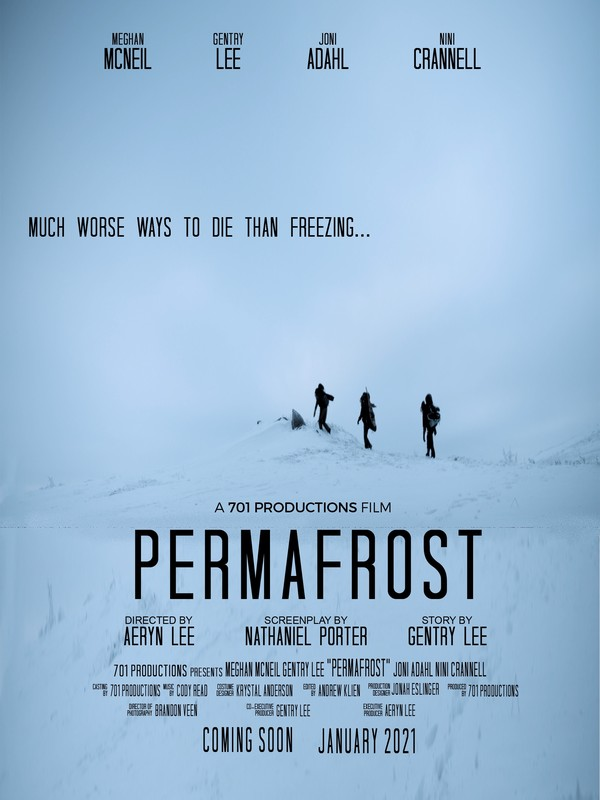 MEGHAN MCNEIL GENTRY LEE JONI ADAHL NINI CRANNELL
MUCH WORSE WAYS TO DIE THAN FREEZING...
A 701 PRODUCTIONS FILM
PERMAFROST
DIRECTED BY AERYN LEE SCREENPLAY BY NATHANIEL PORTER STORY BY GENTRY LEE
701 PRODUCTIONS PRESENTS MEGHAN MCNEIL GENTRY LEE "PERMAFROST" JONI ADAHL NINI CRANNELL
CASTING BY 701 PRODUCTIONS MUSIC BY CODY READ COSTUME DESIGNER KRYSTAL ANDERSON EDITED BY ANDREW KLIEN PRODUCTION DESIGNER JONAH ESLINGER PRODUCED BY 701 PRODUCTIONS
DIRECTOR OF PHOTOGRAPHY BRANDON VEEN CO-EXECUTIVE PRODUCER GENTRY LEE EXECUTIVE PRODUCER AERYN LEE
COMING SOON JANUARY 2021